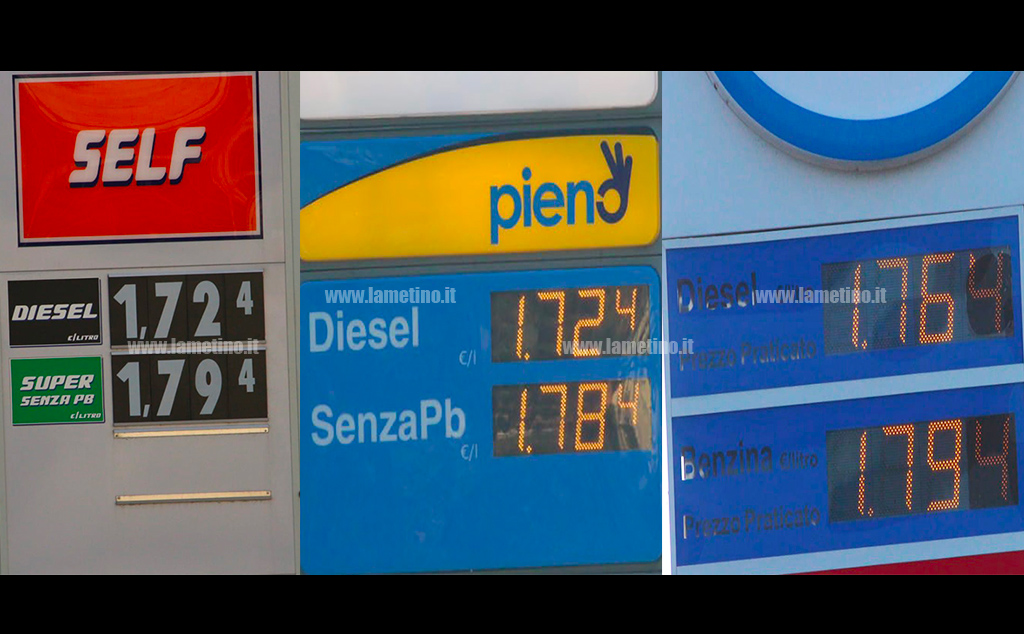 SELF
DIESEL
€/LITRO
1,724
www.lametino.it
SUPER
SENZA PB
€/LITRO
1,794
pieno
www.lametino.it
Diesel
€/l
1.724
www.lametino.it
SenzaPb
€/l
1.784
Diesel €/litro
www.lametino.it
Prezzo Praticato
1.764
Benzina €/litro
Prezzo Praticato
1.794